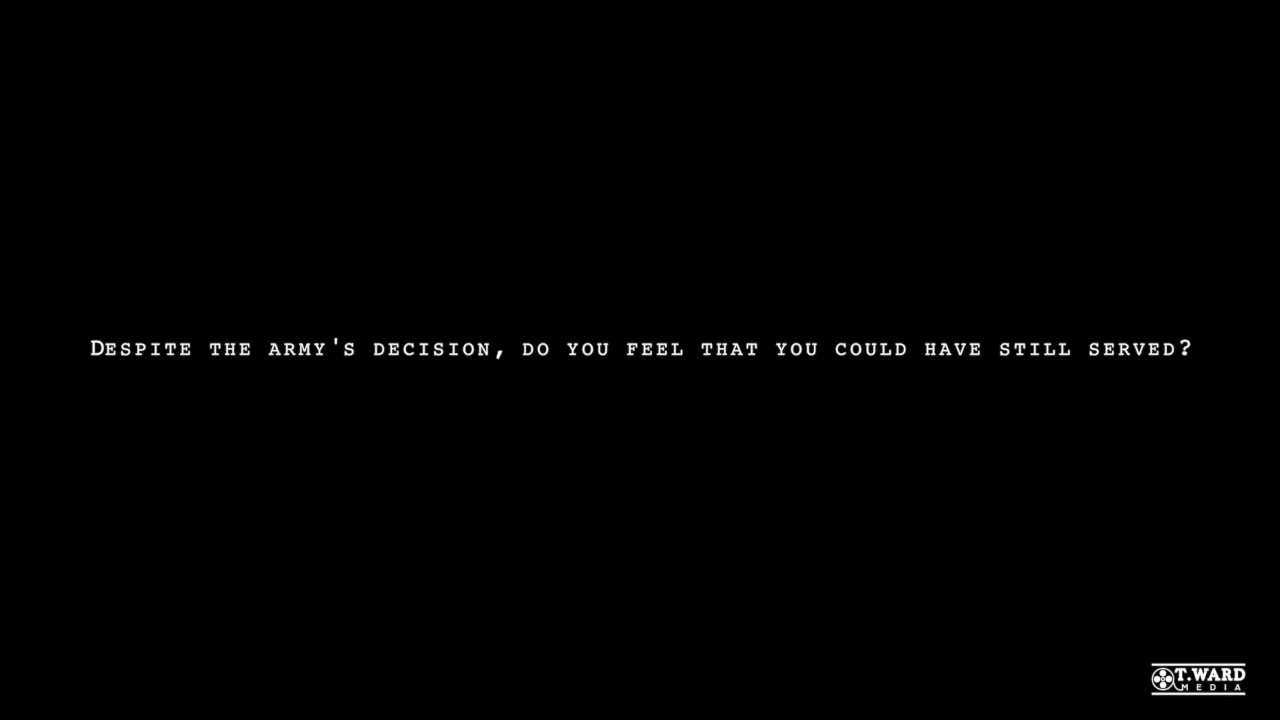 Despite the army's decision, do you feel that you could have still served?
T.WARD
MEDIA